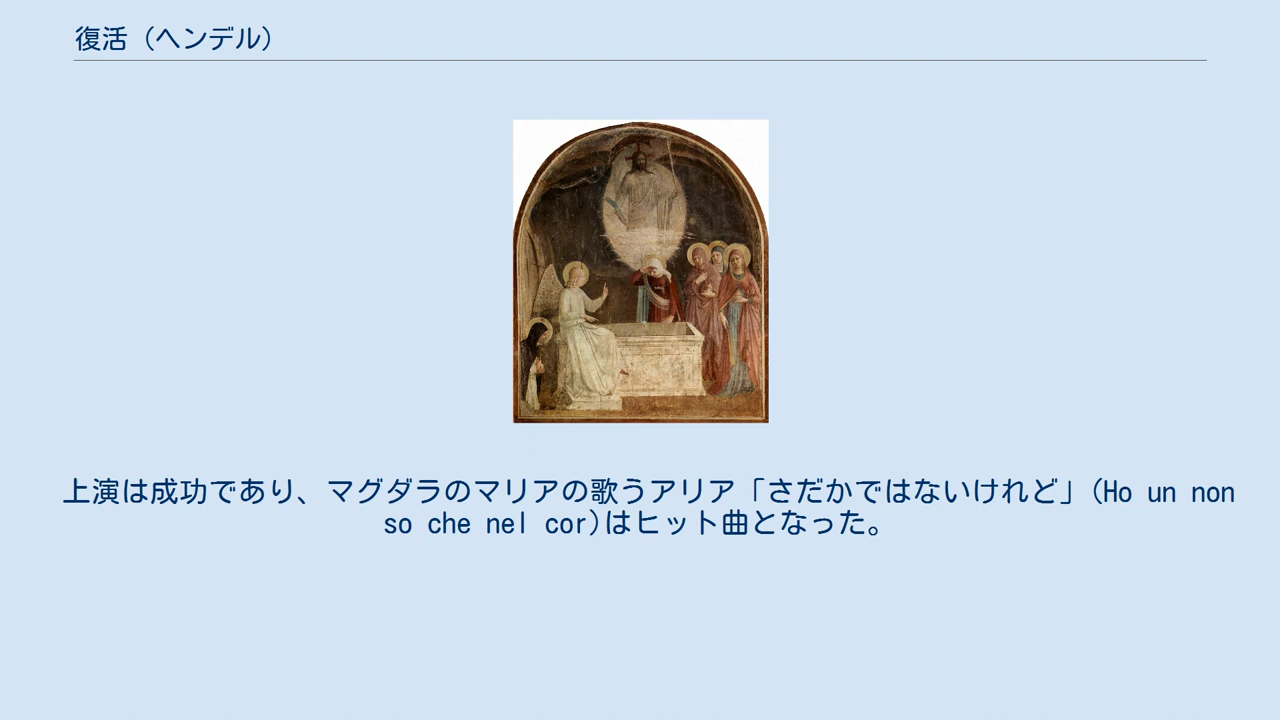 復活（ヘンデル）
上演は成功であり、マグダラのマリアの歌うアリア「さだかではないけれど」(Ho un non
so che nel cor)はヒット曲となった。